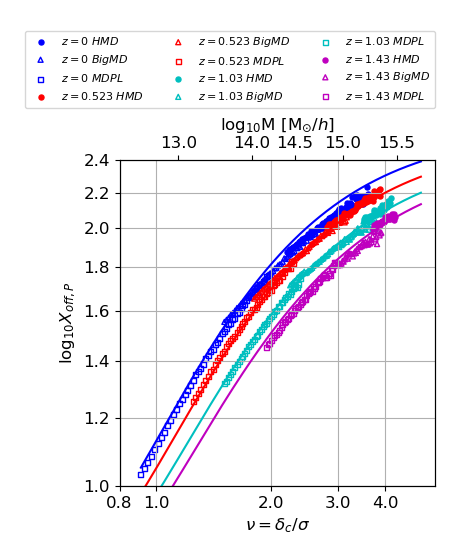 z = 0 HMD z = 0.523 BigMD z = 1.03 MDPL
z = 0 BigMD z = 0.523 MDPL z = 1.43 HMD
z = 0 MDPL z = 1.03 HMD z = 1.43 BigMD
z = 0.523 HMD z = 1.03 BigMD z = 1.43 MDPL
log₁₀M [M⊙/h]
13.0 14.0 14.5 15.0 15.5
2.4
2.2
2.0
1.8
1.6
1.4
1.2
1.0
log₁₀X_{off,P}
0.8 1.0 2.0 3.0 4.0
ν = δ_c/σ